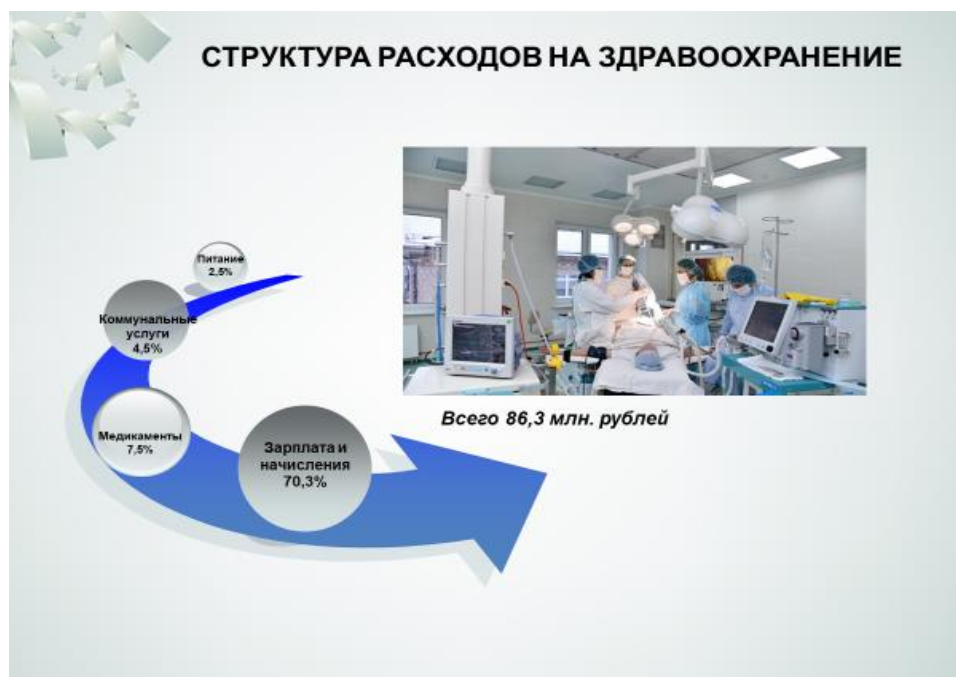 СТРУКТУРА РАСХОДОВ НА ЗДРАВООХРАНЕНИЕ
Питание
2,5%
Коммунальные
услуги
4,5%
Медикаменты
7,5%
Зарплата и
начисления
70,3%
Всего 86,3 млн. рублей